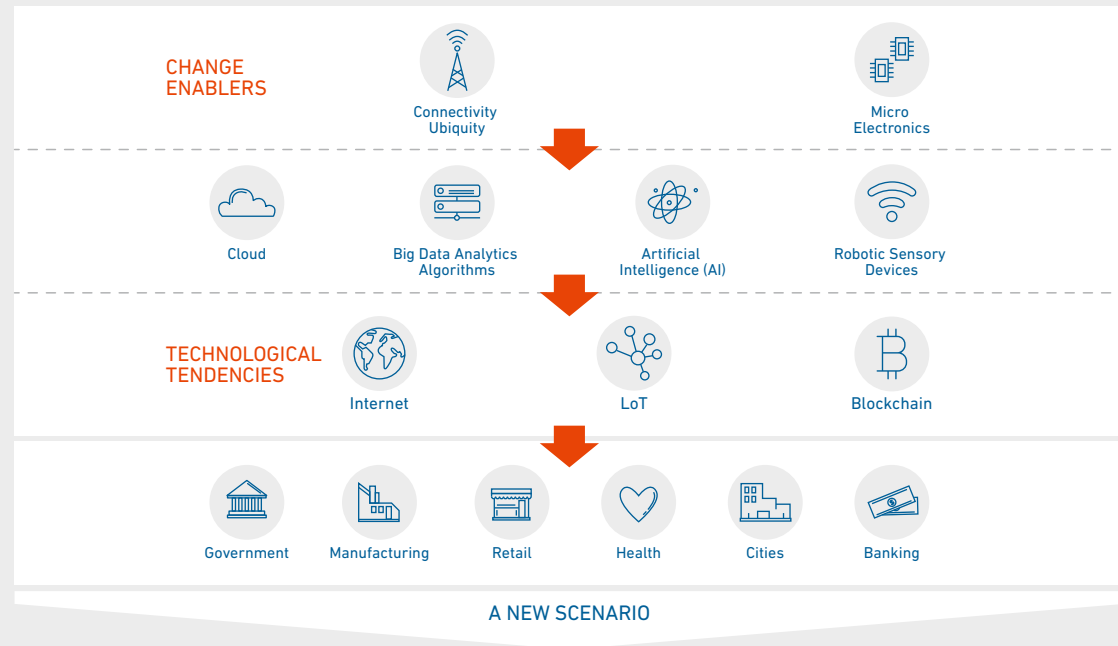 CHANGE
ENABLERS
Connectivity
Ubiquity
Micro
Electronics
Cloud
Big Data Analytics
Algorithms
Artificial
Intelligence (AI)
Robotic Sensory
Devices
TECHNOLOGICAL
TENDENCIES
Internet
LoT
Blockchain
Government
Manufacturing
Retail
Health
Cities
Banking
A NEW SCENARIO